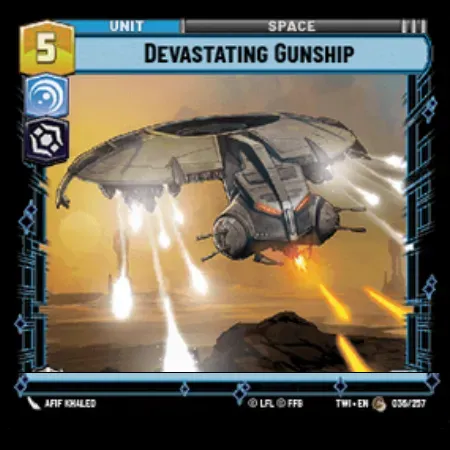 UNIT
SPACE
5
DEVASTATING GUNSHIP
AFIF KHALED
© LFL © FFG
TWI • EN
036/257